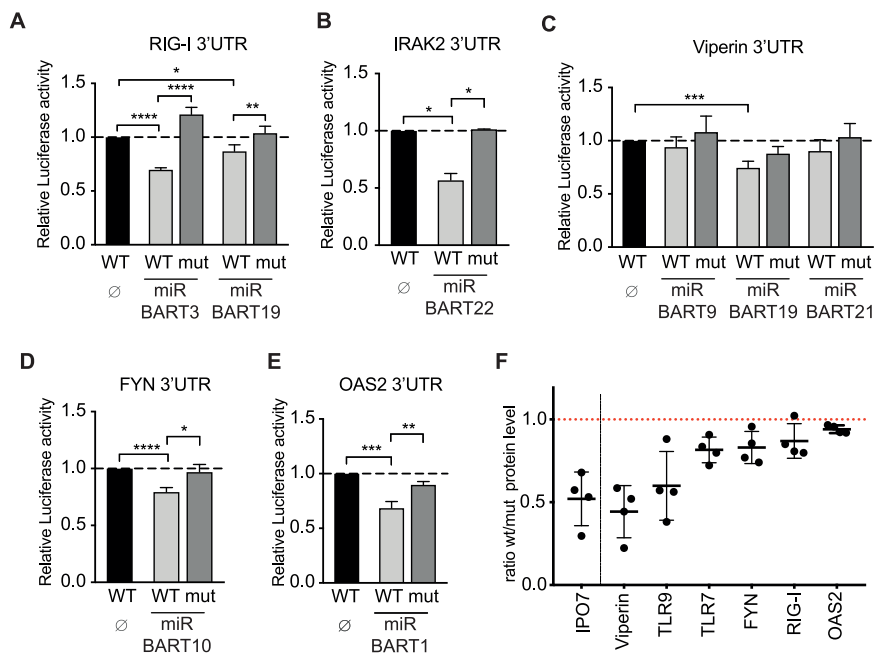 A
RIG-I 3'UTR
Relative Luciferase activity
1.5
1.0
0.5
0.0
*
****
****
**
WT WT mut WT mut
∅ miR miR
BART3 BART19
B
IRAK2 3'UTR
Relative Luciferase activity
1.5
1.0
0.5
0.0
*
*
WT WT mut
∅ miR
BART22
C
Viperin 3'UTR
Relative Luciferase activity
1.5
1.0
0.5
0.0
***
WT WT mut WT mut WT mut
∅ miR miR miR
BART9 BART19 BART21
D
FYN 3'UTR
Relative Luciferase activity
1.5
1.0
0.5
0.0
****
*
WT WT mut
∅ miR
BART10
E
OAS2 3'UTR
Relative Luciferase activity
1.5
1.0
0.5
0.0
***
**
WT WT mut
∅ miR
BART1
F
ratio wt/mut protein level
1.0
0.5
0.0
IPO7
Viperin
TLR9
TLR7
FYN
RIG-I
OAS2